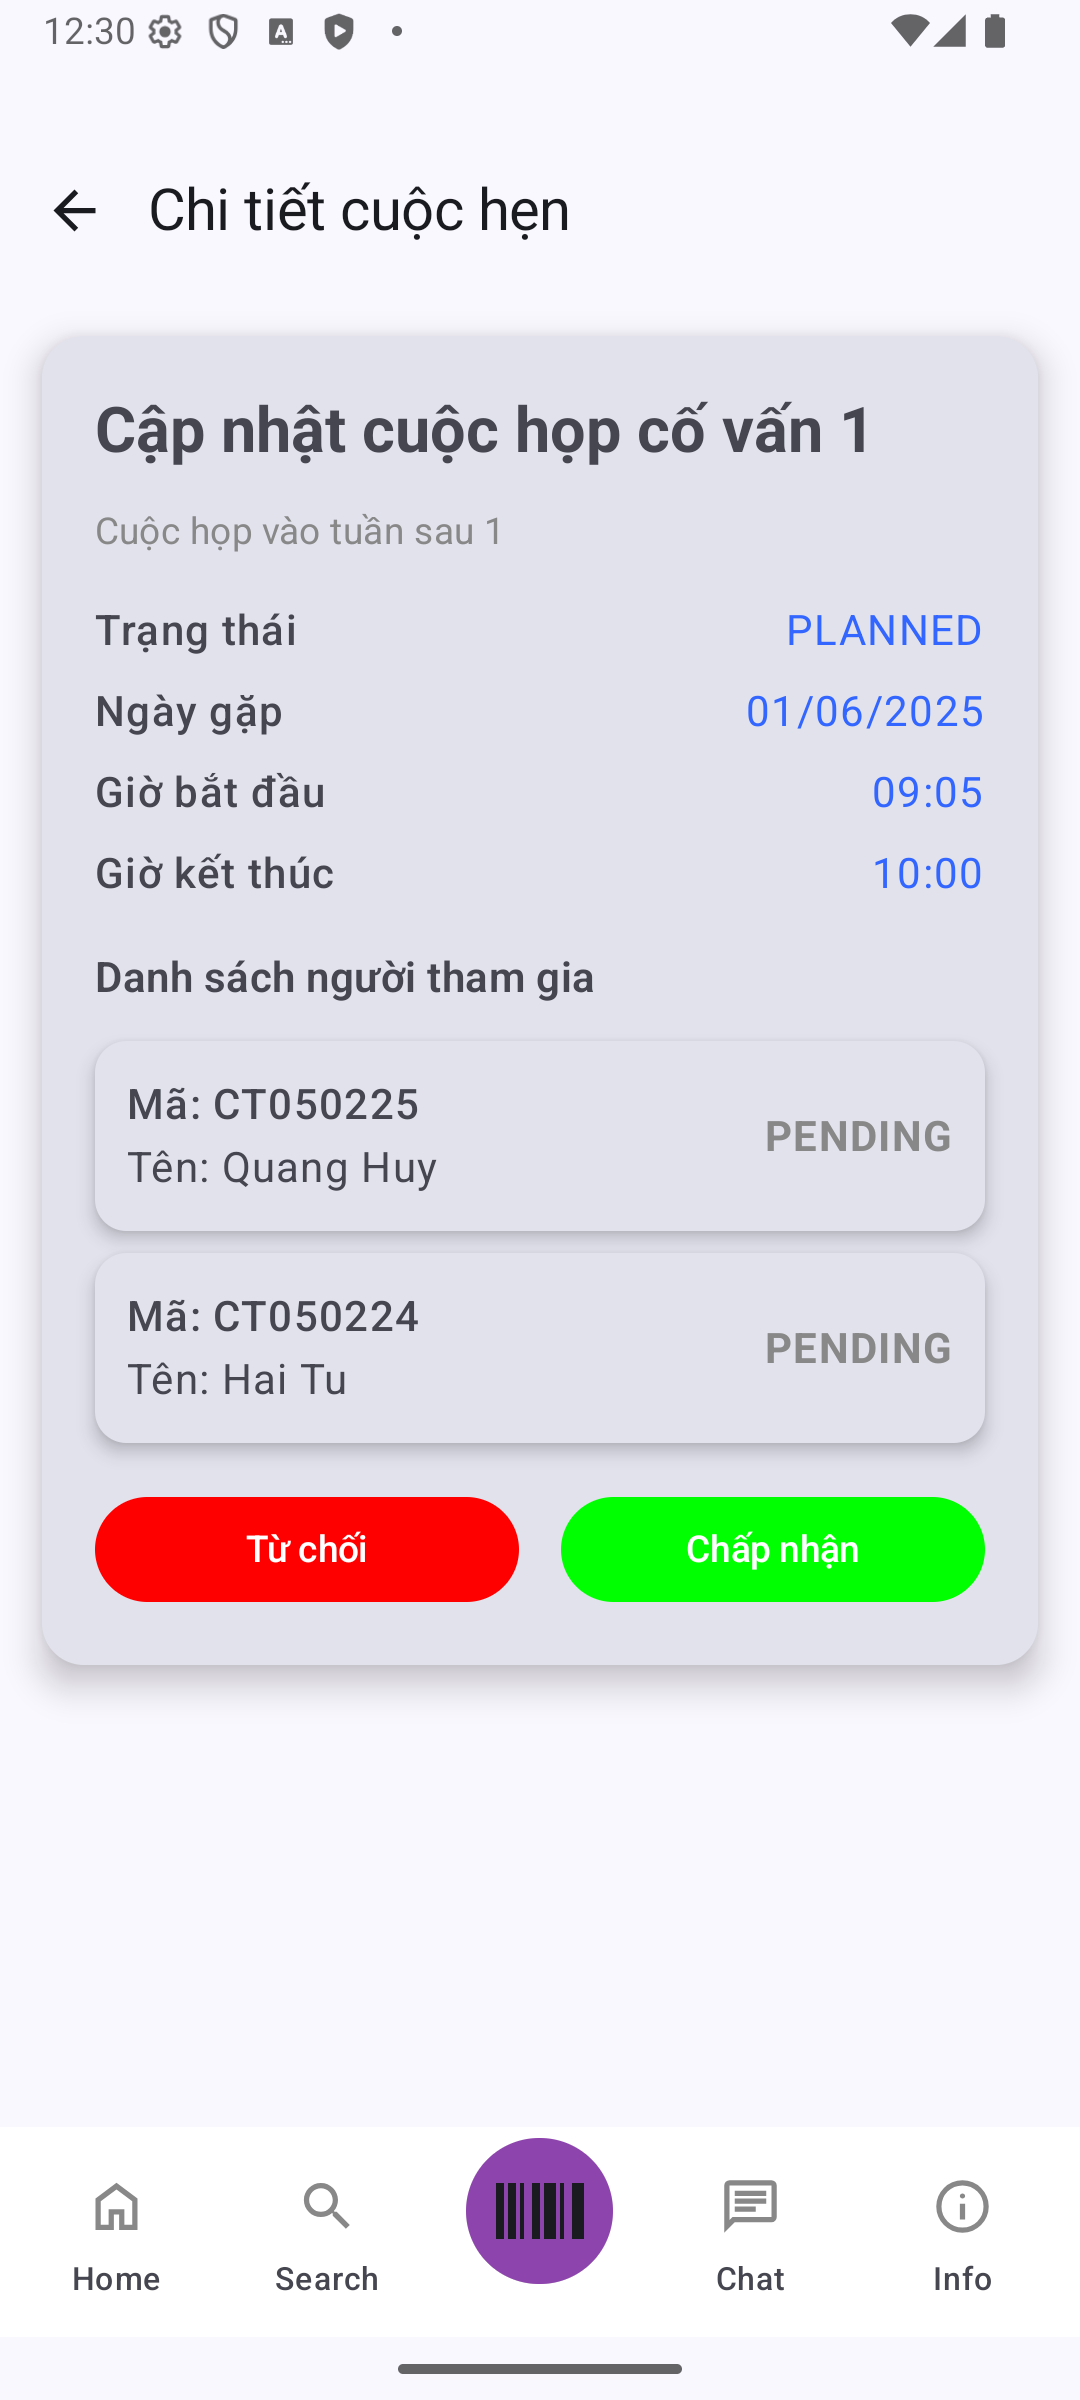 12:30
Chi tiết cuộc hẹn
Cập nhật cuộc họp cố vấn 1
Cuộc họp vào tuần sau 1
Trạng thái PLANNED
Ngày gặp 01/06/2025
Giờ bắt đầu 09:05
Giờ kết thúc 10:00
Danh sách người tham gia
Mã: CT050225
Tên: Quang Huy
PENDING
Mã: CT050224
Tên: Hai Tu
PENDING
Từ chối Chấp nhận
Home Search Chat Info